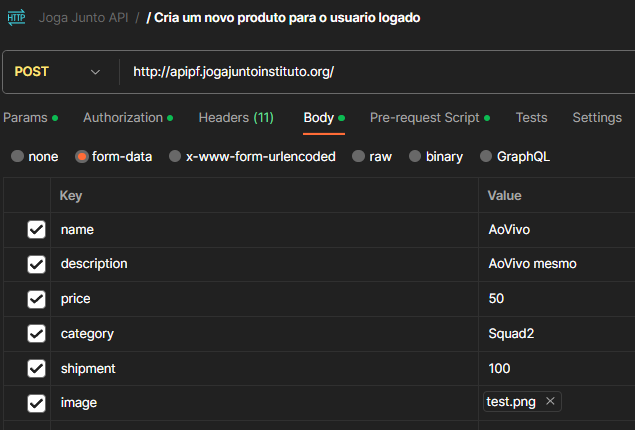 HTTP Joga Junto API / / Cria um novo produto para o usuario logado
POST http://apipf.jogajuntoinstituto.org/
Params Authorization Headers (11) Body Pre-request Script Tests Settings
none form-data x-www-form-urlencoded raw binary GraphQL
Key Value
name AoVivo
description AoVivo mesmo
price 50
category Squad2
shipment 100
image test.png